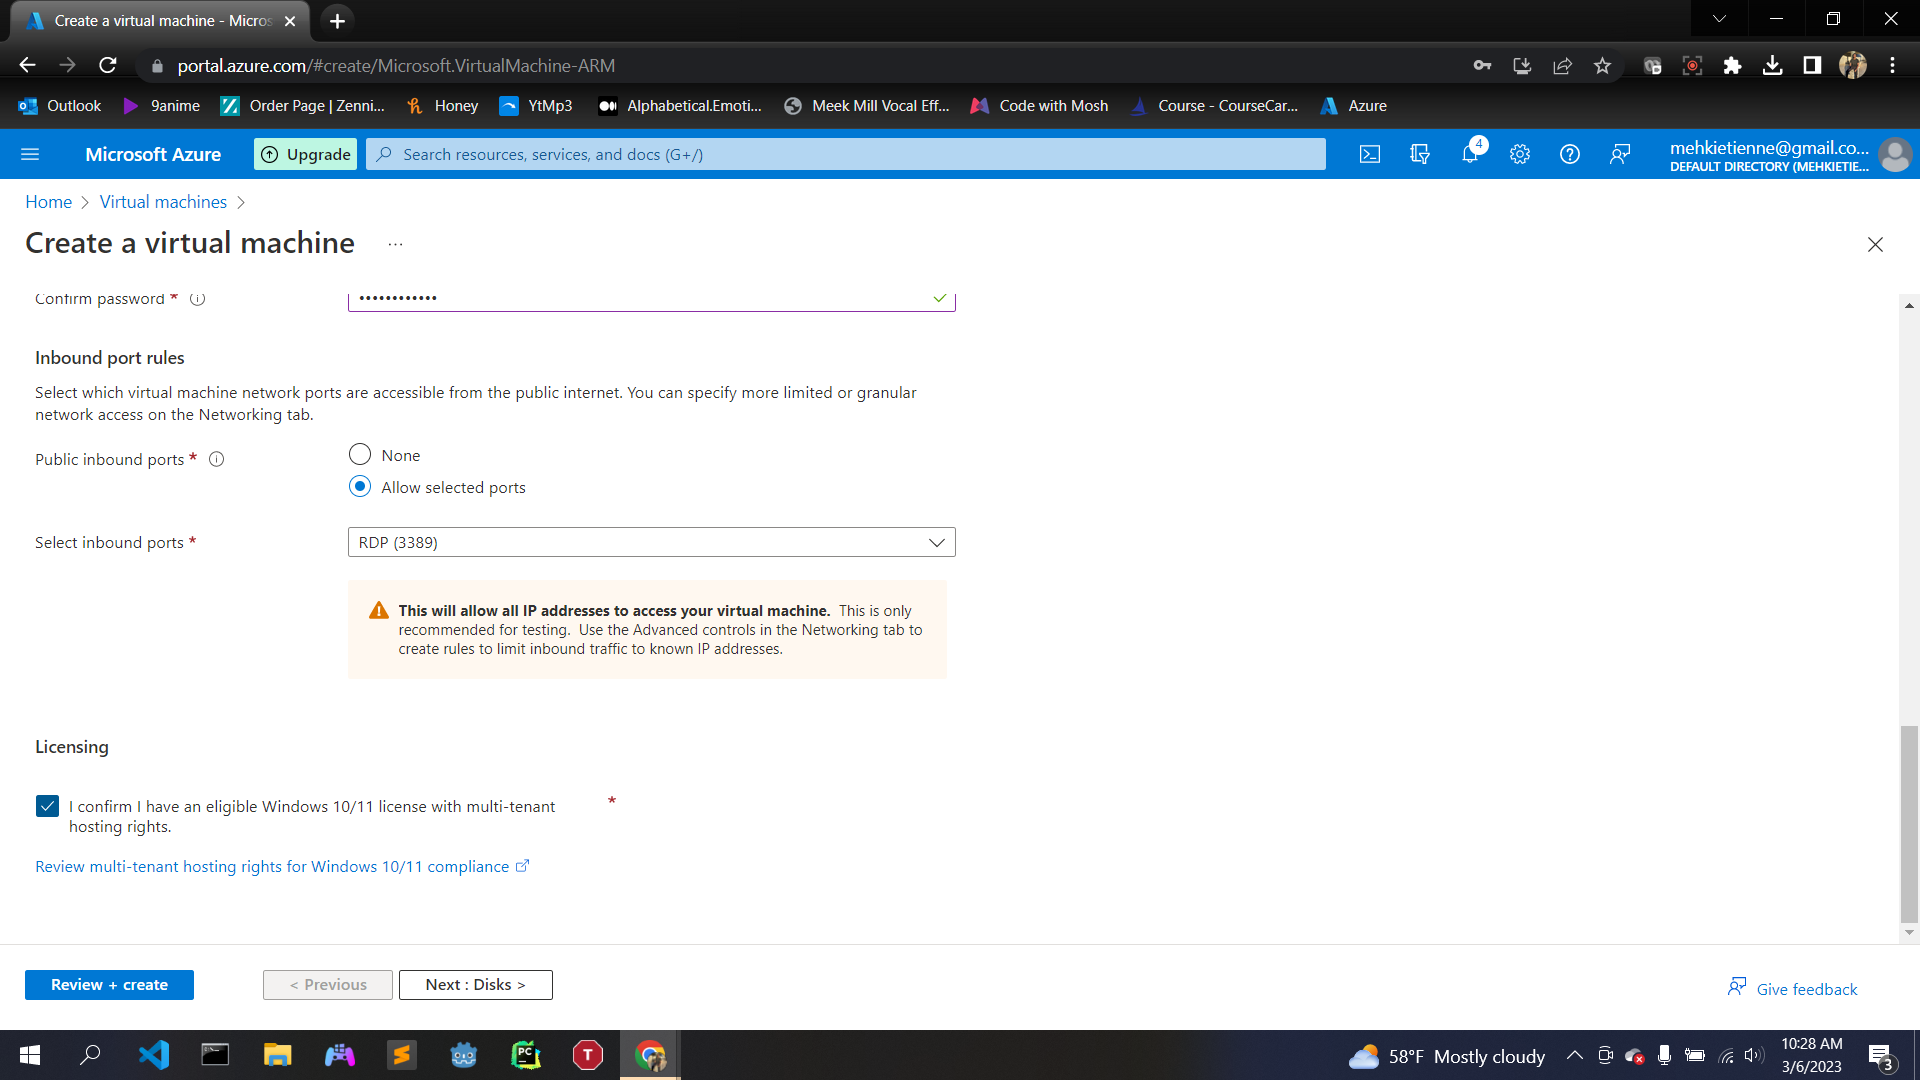 Create a virtual machine - Micros
portal.azure.com/#create/Microsoft.VirtualMachine-ARM
Outlook
9anime
Order Page | Zenni...
Honey
YtMp3
Alphabetical.Emoti...
Meek Mill Vocal Eff...
Code with Mosh
Course - CourseCar...
Azure
Microsoft Azure
Upgrade
Search resources, services, and docs (G+/)
4
mehkietienne@gmail.co...
DEFAULT DIRECTORY (MEHKIETIE...
Home > Virtual machines >
Create a virtual machine ...
Confirm password *
Inbound port rules
Select which virtual machine network ports are accessible from the public internet. You can specify more limited or granular
network access on the Networking tab.
Public inbound ports *
None
Allow selected ports
Select inbound ports *
RDP (3389)
This will allow all IP addresses to access your virtual machine. This is only
recommended for testing. Use the Advanced controls in the Networking tab to
create rules to limit inbound traffic to known IP addresses.
Licensing
I confirm I have an eligible Windows 10/11 license with multi-tenant *
hosting rights.
Review multi-tenant hosting rights for Windows 10/11 compliance
Review + create
< Previous
Next : Disks >
Give feedback
PC
T
58°F Mostly cloudy
10:28 AM
3/6/2023
3